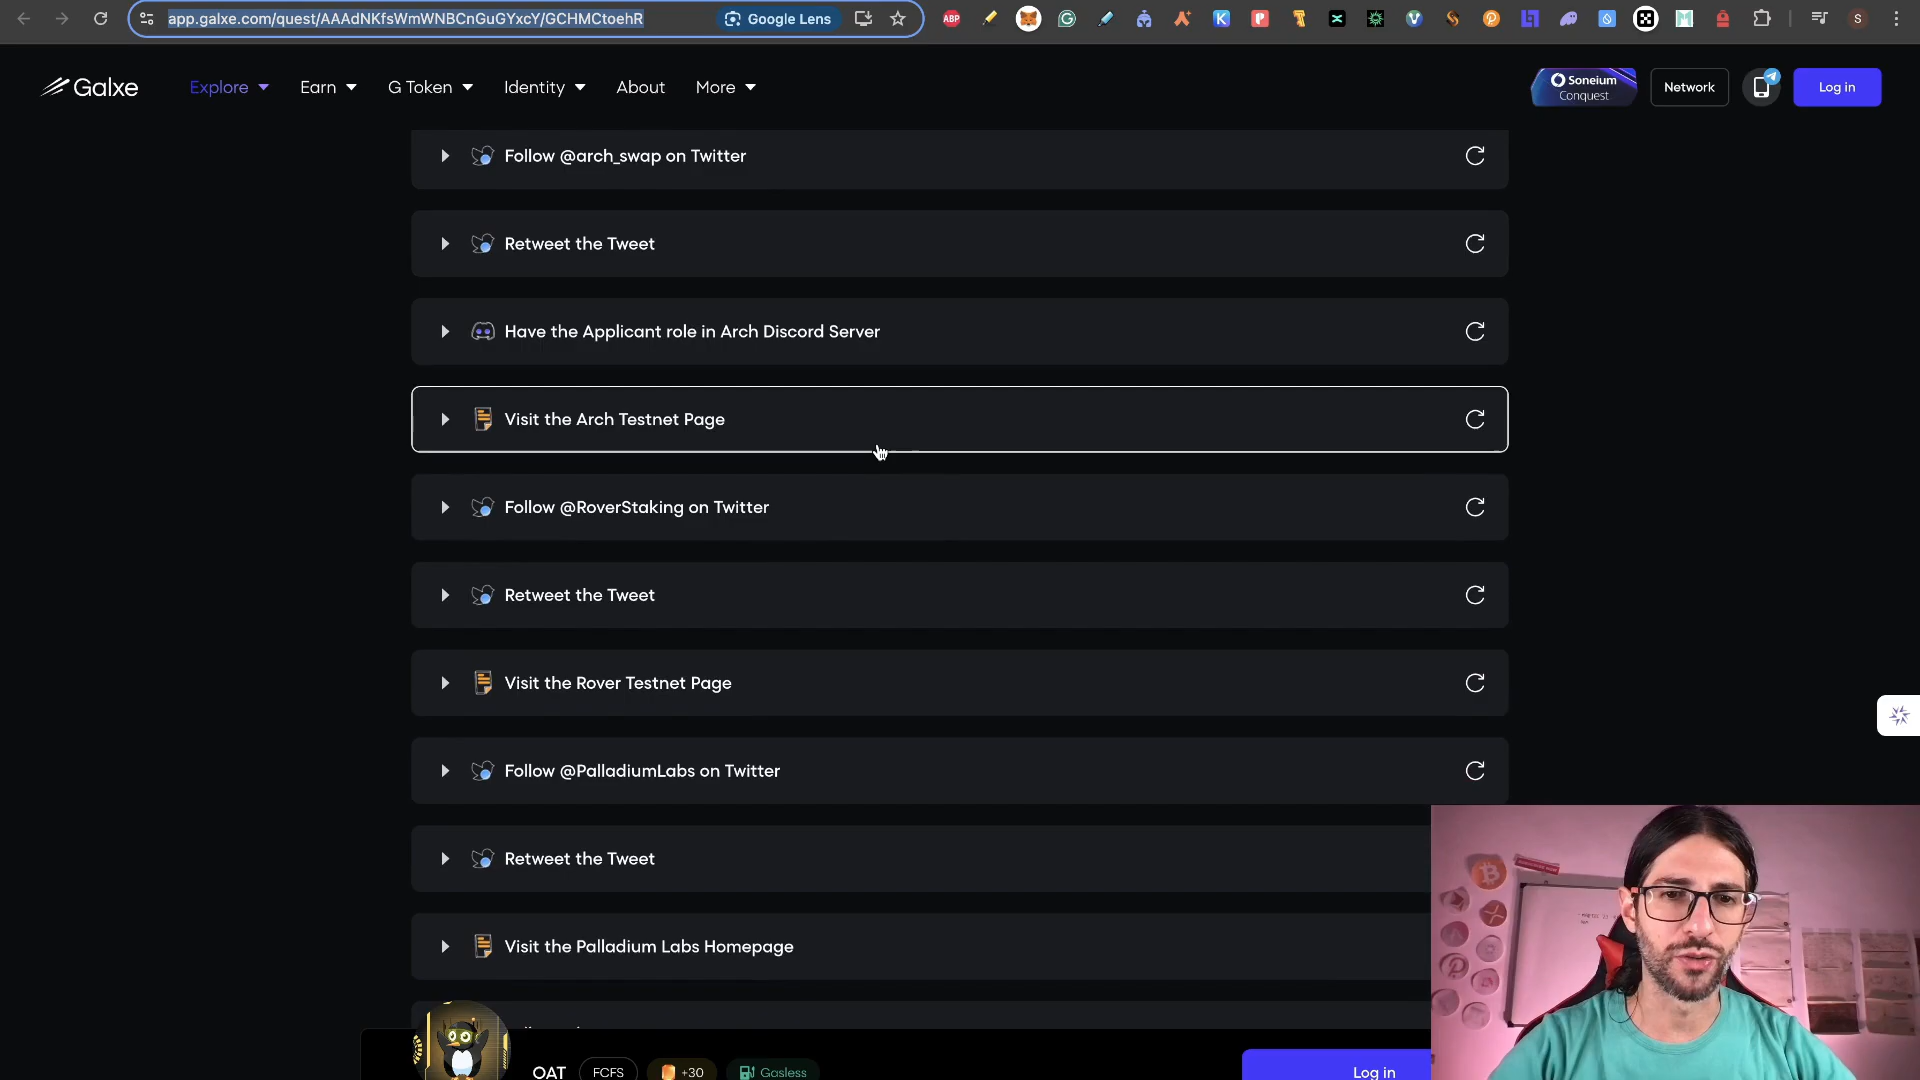 app.galxe.com/quest/AAAdNKfsWmWNBCnGuGYxcY/GCHMCtoehR
Google Lens
ABP
S
Galxe
Explore
Earn
G Token
Identity
About
More
Soneium
Conquest
Network
Log in
Follow @arch_swap on Twitter
Retweet the Tweet
Have the Applicant role in Arch Discord Server
Visit the Arch Testnet Page
Follow @RoverStaking on Twitter
Retweet the Tweet
Visit the Rover Testnet Page
Follow @PalladiumLabs on Twitter
Retweet the Tweet
Visit the Palladium Labs Homepage
OAT
FCFS
+30
Gasless
Log in